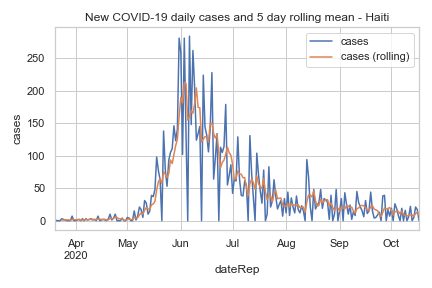 New COVID-19 daily cases and 5 day rolling mean - Haiti
cases
cases (rolling)
cases
250
200
150
100
50
0
Apr
2020
May
Jun
Jul
Aug
Sep
Oct
dateRep